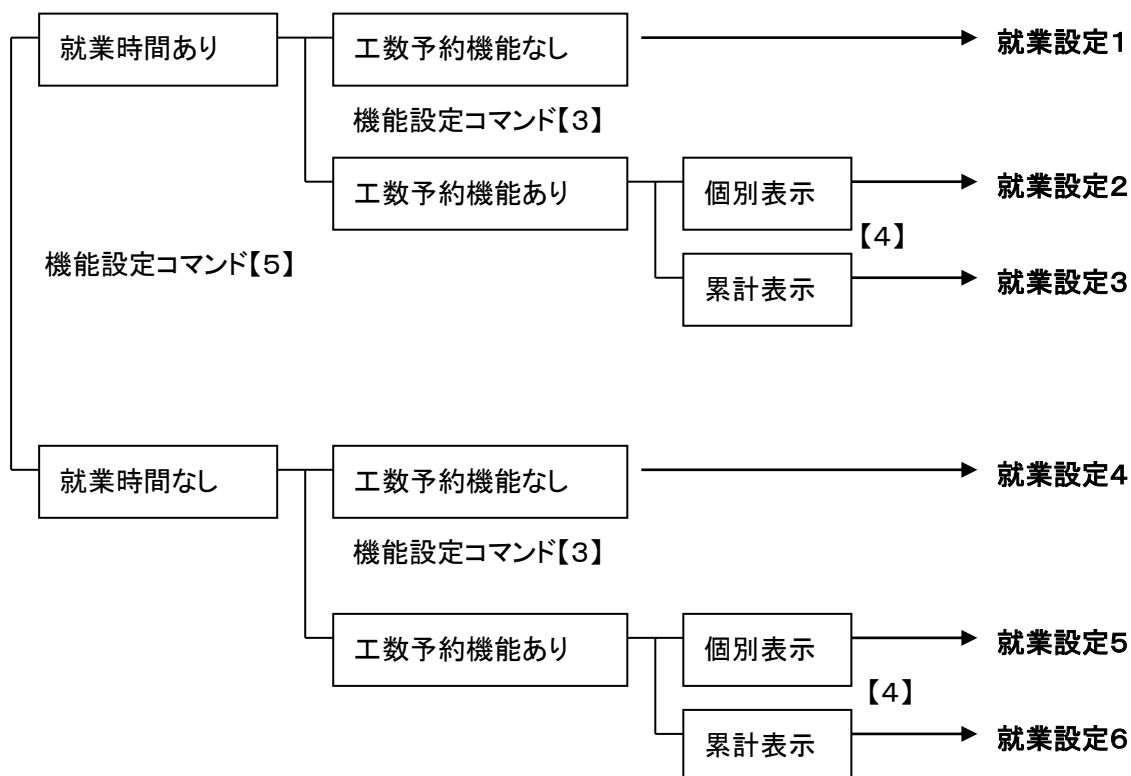 就業時間あり
工数予約機能なし
就業設定1
機能設定コマンド【3】
工数予約機能あり
個別表示
就業設定2
【4】
機能設定コマンド【5】
累計表示
就業設定3
就業時間なし
工数予約機能なし
就業設定4
機能設定コマンド【3】
工数予約機能あり
個別表示
就業設定5
【4】
累計表示
就業設定6